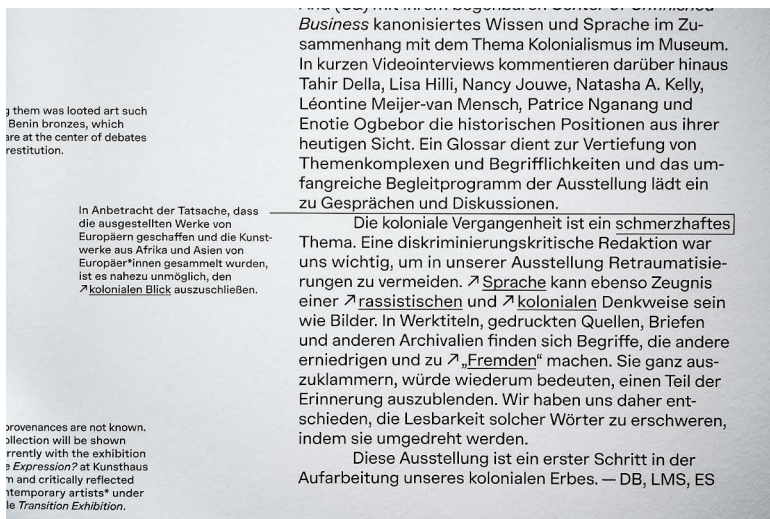 Business kanonisiertes Wissen und Sprache im Zu-
sammenhang mit dem Thema Kolonialismus im Museum.
In kurzen Videointerviews kommentieren darüber hinaus
Tahir Della, Lisa Hilli, Nancy Jouwe, Natasha A. Kelly,
Léontine Meijer-van Mensch, Patrice Nganang und
Enotie Ogbebor die historischen Positionen aus ihrer
heutigen Sicht. Ein Glossar dient zur Vertiefung von
Themenkomplexen und Begrifflichkeiten und das um-
fangreiche Begleitprogramm der Ausstellung lädt ein
zu Gesprächen und Diskussionen.
Die koloniale Vergangenheit ist ein schmerzhaftes
Thema. Eine diskriminierungskritische Redaktion war
uns wichtig, um in unserer Ausstellung Retraumatisie-
rungen zu vermeiden. ↗ Sprache kann ebenso Zeugnis
einer ↗ rassistischen und ↗ kolonialen Denkweise sein
wie Bilder. In Werktiteln, gedruckten Quellen, Briefen
und anderen Archivalien finden sich Begriffe, die andere
erniedrigen und zu ↗ „Fremden“ machen. Sie ganz aus-
zuklammern, würde wiederum bedeuten, einen Teil der
Erinnerung auszublenden. Wir haben uns daher ent-
schieden, die Lesbarkeit solcher Wörter zu erschweren,
indem sie umgedreht werden.
Diese Ausstellung ist ein erster Schritt in der
Aufarbeitung unseres kolonialen Erbes. — DB, LMS, ES
them was looted art such
Benin bronzes, which
are at the center of debates
restitution.
In Anbetracht der Tatsache, dass
die ausgestellten Werke von
Europäern geschaffen und die Kunst-
werke aus Afrika und Asien von
Europäer*innen gesammelt wurden,
ist es nahezu unmöglich, den
↗ kolonialen Blick auszuschließen.
provenances are not known.
collection will be shown
with the exhibition
Expression? at Kunsthaus
and critically reflected
artists* under
Transition Exhibition.